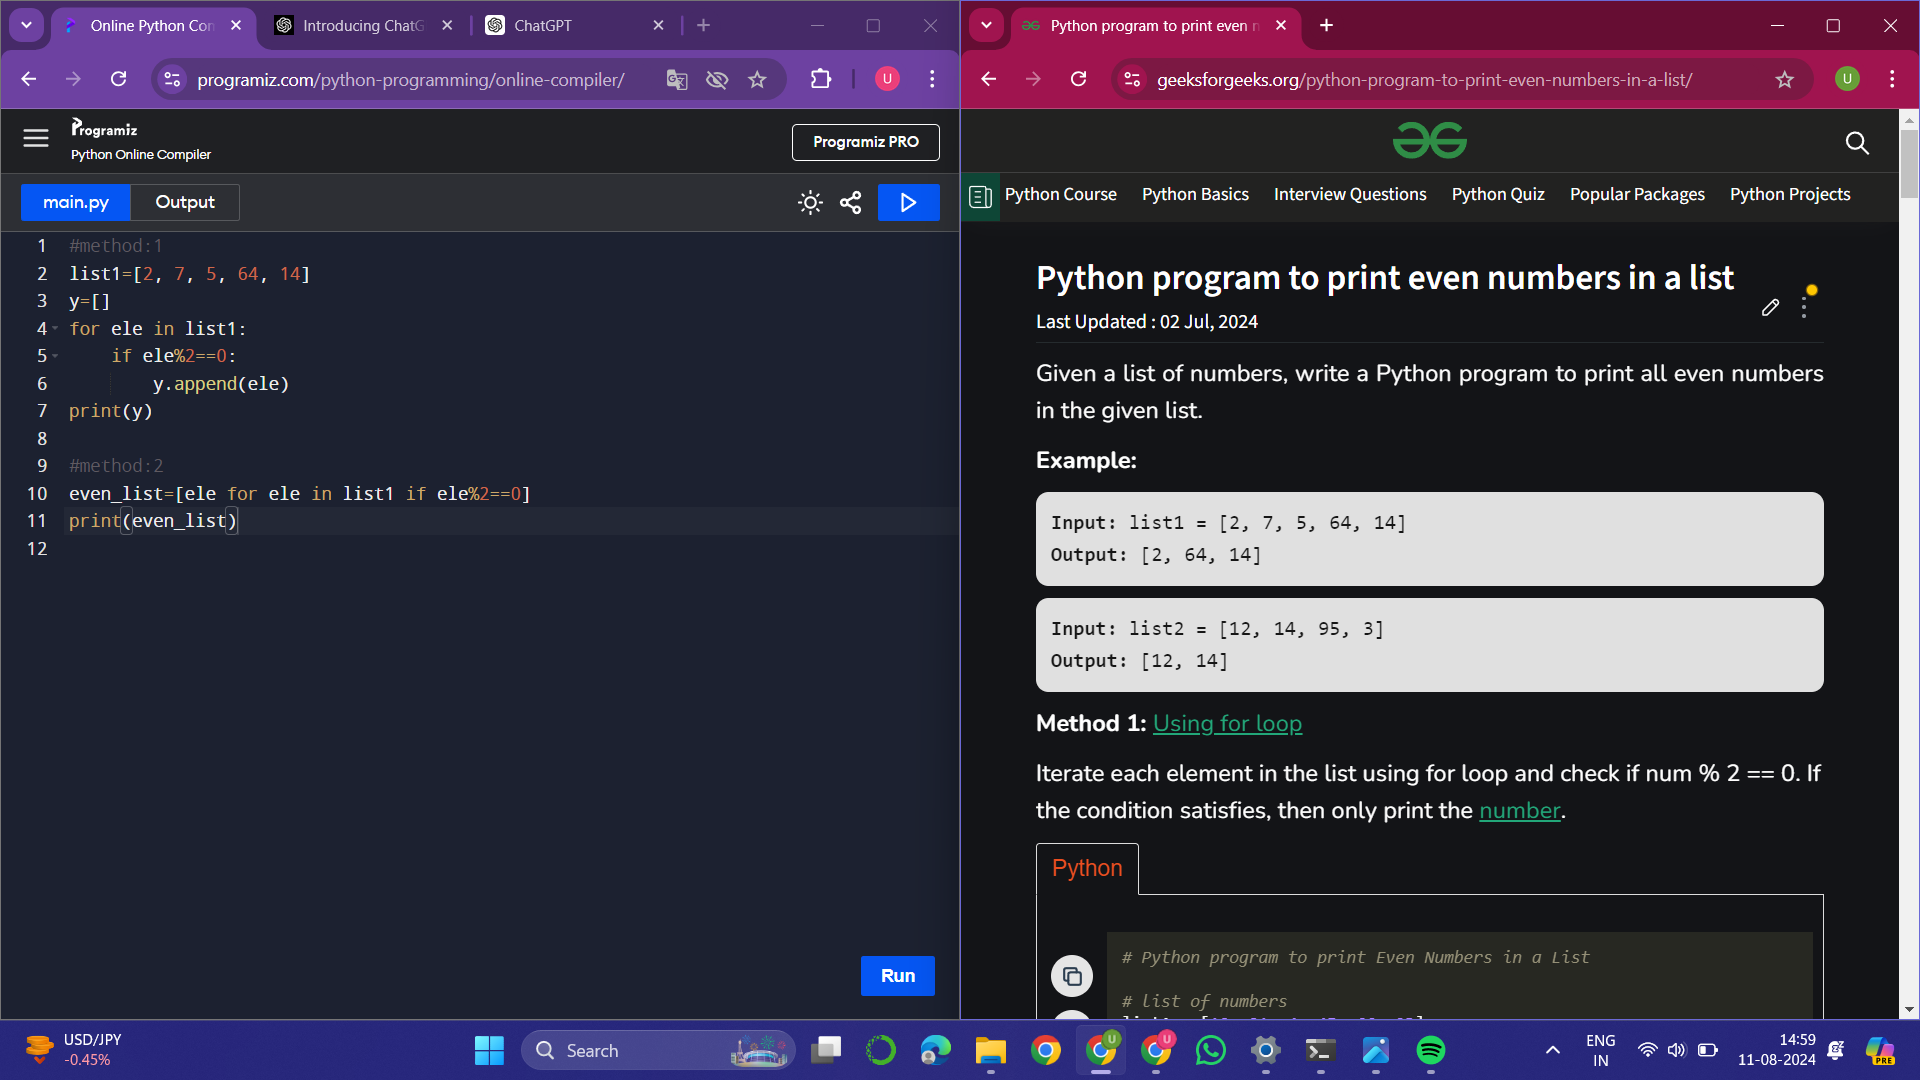 Online Python Con
Introducing ChatG
ChatGPT
programiz.com/python-programming/online-compiler/
U
Programiz
Python Online Compiler
Programiz PRO
main.py
Output
1 #method:1
2 list1=[2, 7, 5, 64, 14]
3 y=[]
4 for ele in list1:
5 if ele%2==0:
6 y.append(ele)
7 print(y)
8
9 #method:2
10 even_list=[ele for ele in list1 if ele%2==0]
11 print(even_list)
12
Run
Python program to print even n
geeksforgeeks.org/python-program-to-print-even-numbers-in-a-list/
U
Python Course Python Basics Interview Questions Python Quiz Popular Packages Python Projects
Python program to print even numbers in a list
Last Updated : 02 Jul, 2024
Given a list of numbers, write a Python program to print all even numbers
in the given list.
Example:
Input: list1 = [2, 7, 5, 64, 14]
Output: [2, 64, 14]
Input: list2 = [12, 14, 95, 3]
Output: [12, 14]
Method 1: Using for loop
Iterate each element in the list using for loop and check if num % 2 == 0. If
the condition satisfies, then only print the number.
Python
# Python program to print Even Numbers in a List
# list of numbers
USD/JPY
-0.45%
Search
U
U
ENG
IN
14:59
11-08-2024
PRE